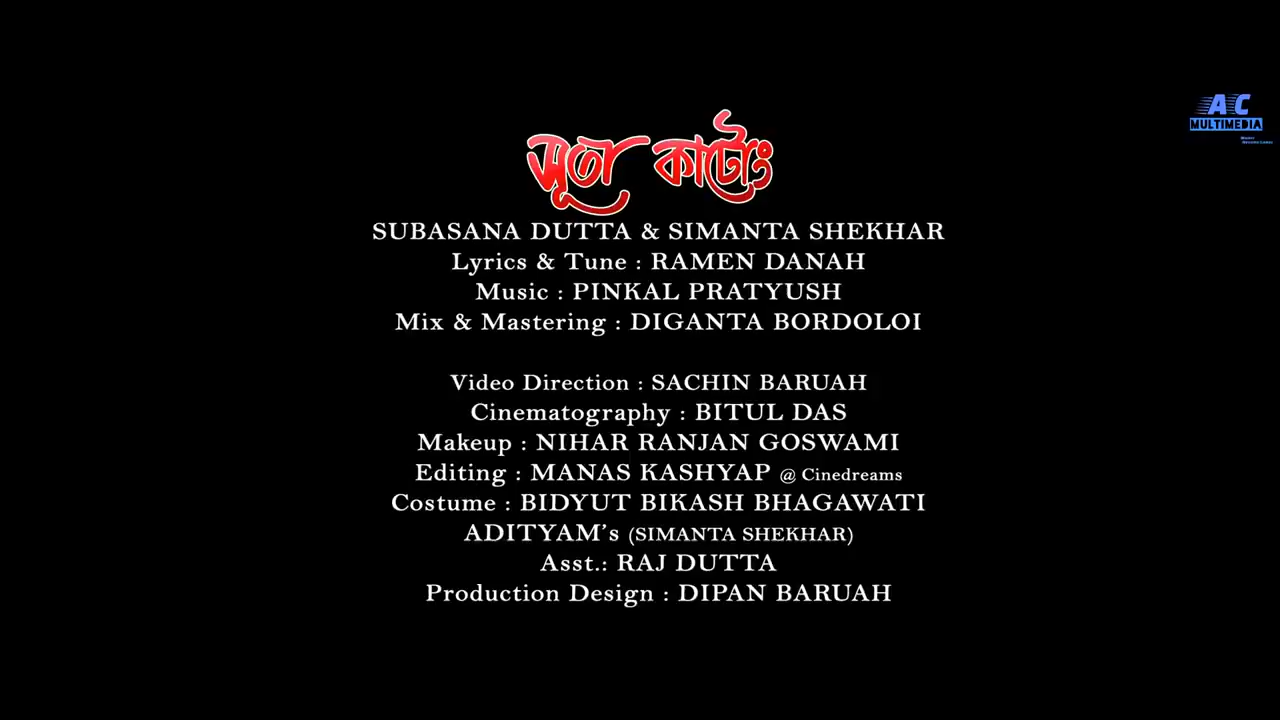 সূতা কাটোং
AC
MULTIMEDIA
SUBASANA DUTTA & SIMANTA SHEKHAR
Lyrics & Tune : RAMEN DANAH
Music : PINKAL PRATYUSH
Mix & Mastering : DIGANTA BORDOLOI
Video Direction : SACHIN BARUAH
Cinematography : BITUL DAS
Makeup : NIHAR RANJAN GOSWAMI
Editing : MANAS KASHYAP @ Cinedreams
Costume : BIDYUT BIKASH BHAGAWATI
ADITYAM’s (SIMANTA SHEKHAR)
Asst.: RAJ DUTTA
Production Design : DIPAN BARUAH